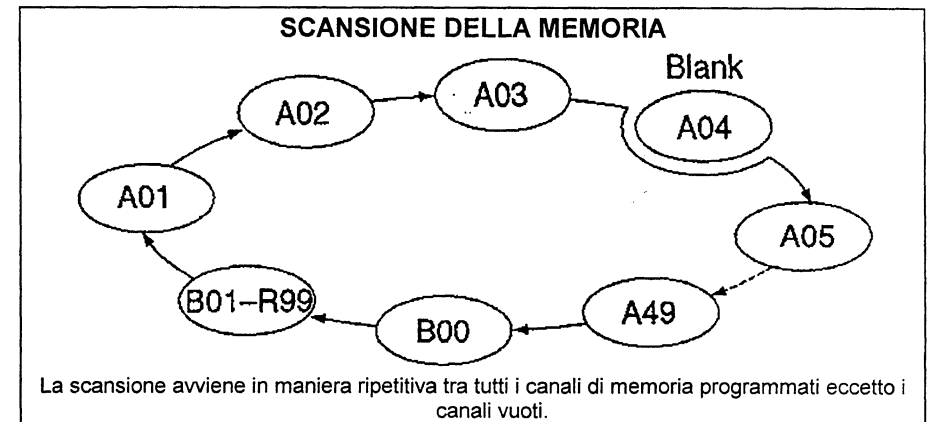 SCANSIONE DELLA MEMORIA
Blank
A03
A02
A04
A01
A05
B01–R99
A49
B00
La scansione avviene in maniera ripetitiva tra tutti i canali di memoria programmati eccetto i
canali vuoti.